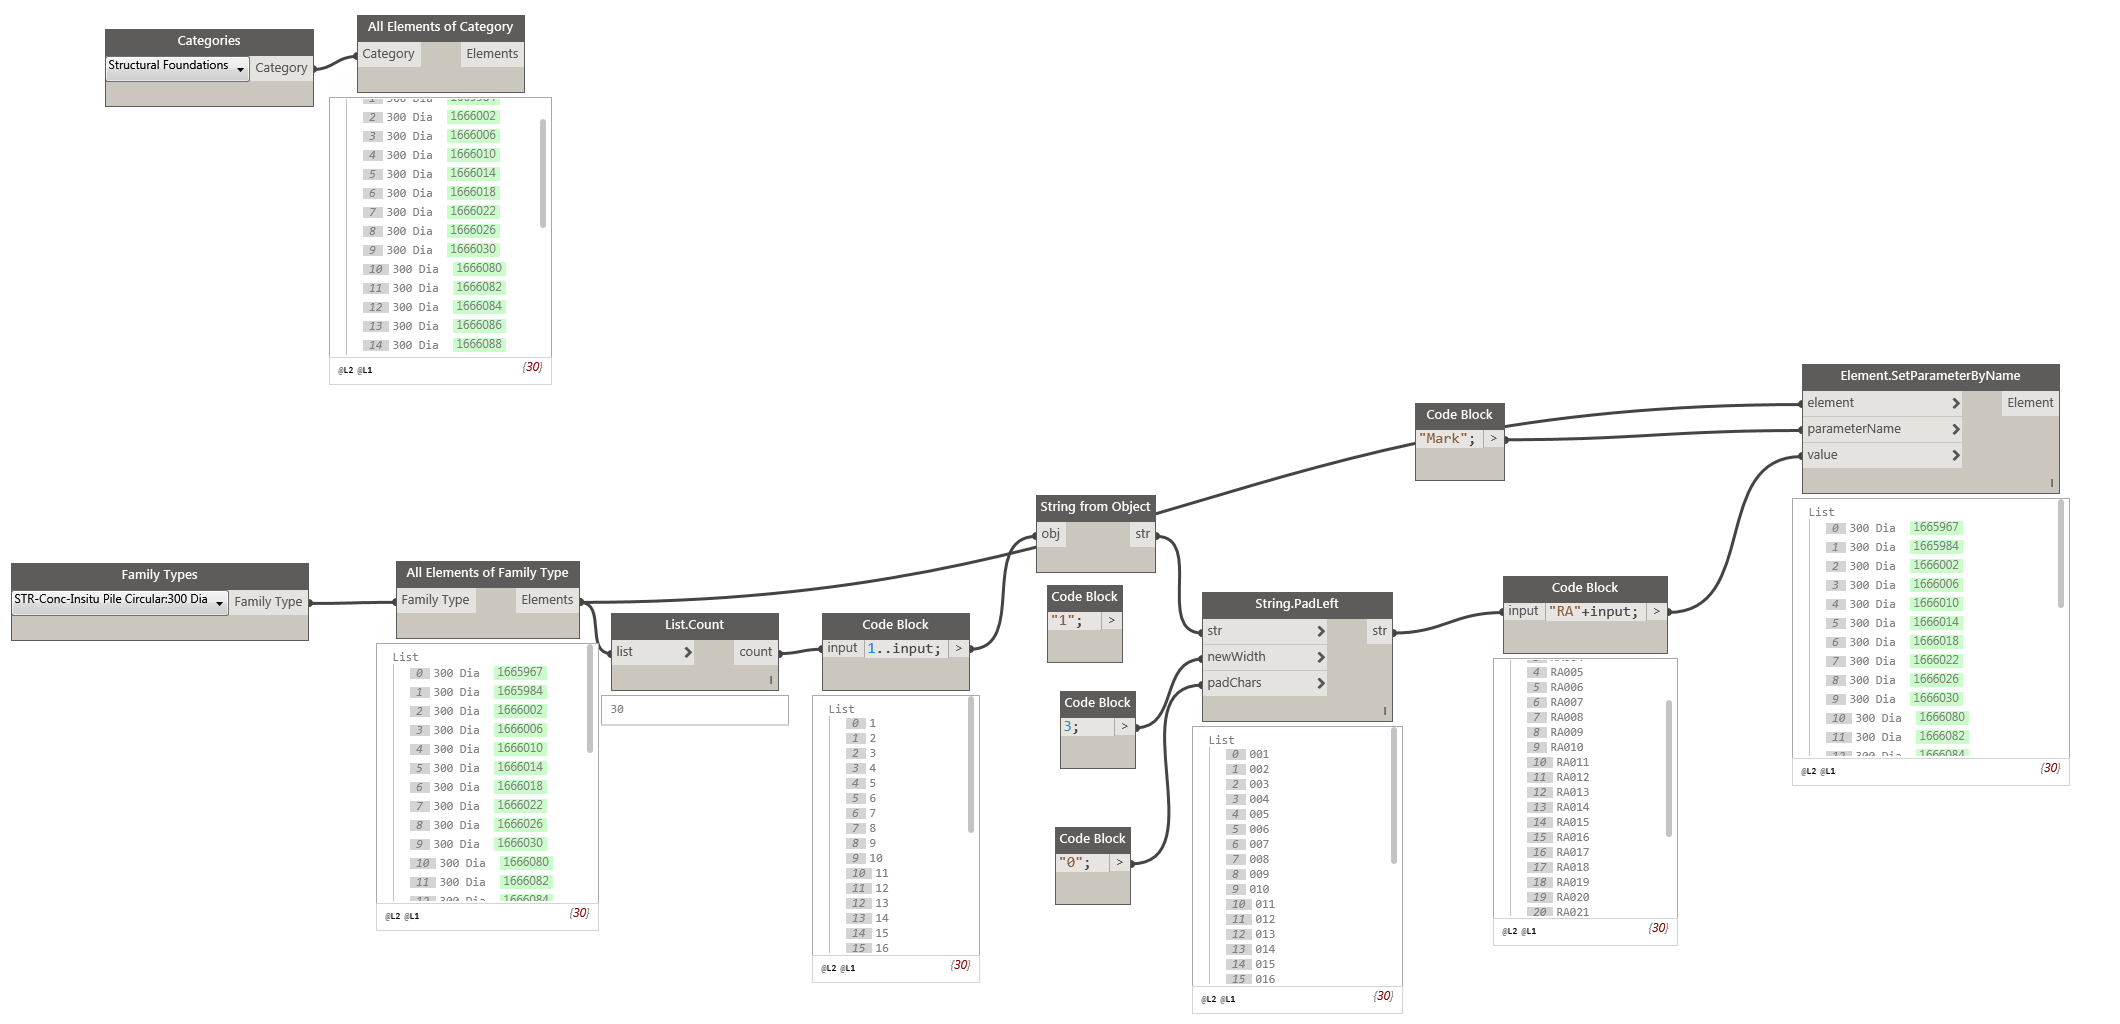 Categories
Structural Foundations
Category
All Elements of Category
Category Elements
2 300 Dia 1666002
3 300 Dia 1666006
4 300 Dia 1666010
5 300 Dia 1666014
6 300 Dia 1666018
7 300 Dia 1666022
8 300 Dia 1666026
9 300 Dia 1666030
10 300 Dia 1666080
11 300 Dia 1666082
12 300 Dia 1666084
13 300 Dia 1666086
14 300 Dia 1666088
@L2 @L1 {30}
Family Types
STR-Conc-Insitu Pile Circular:300 Dia
Family Type
All Elements of Family Type
Family Type Elements
List
0 300 Dia 1665967
1 300 Dia 1665984
2 300 Dia 1666002
3 300 Dia 1666006
4 300 Dia 1666010
5 300 Dia 1666014
6 300 Dia 1666018
7 300 Dia 1666022
8 300 Dia 1666026
9 300 Dia 1666030
10 300 Dia 1666080
11 300 Dia 1666082
12 300 Dia 1666084
@L2 @L1 {30}
List.Count
list > count
l
30
Code Block
input 1..input; >
List
0 1
1 2
2 3
3 4
4 5
5 6
6 7
7 8
8 9
9 10
10 11
11 12
12 13
13 14
14 15
15 16
@L2 @L1 {30}
String from Object
obj str
Code Block
"1"; >
Code Block
3; >
Code Block
"0"; >
String.PadLeft
str > str
newWidth >
padChars >
l
List
0 001
1 002
2 003
3 004
4 005
5 006
6 007
7 008
8 009
9 010
10 011
11 012
12 013
13 014
14 015
15 016
@L2 @L1 {30}
Code Block
"Mark"; >
Code Block
input "RA"+input; >
4 RA005
5 RA006
6 RA007
7 RA008
8 RA009
9 RA010
10 RA011
11 RA012
12 RA013
13 RA014
14 RA015
15 RA016
16 RA017
17 RA018
18 RA019
19 RA020
20 RA021
@L2 @L1 {30}
Element.SetParameterByName
element > Element
parameterName >
value >
l
List
0 300 Dia 1665967
1 300 Dia 1665984
2 300 Dia 1666002
3 300 Dia 1666006
4 300 Dia 1666010
5 300 Dia 1666014
6 300 Dia 1666018
7 300 Dia 1666022
8 300 Dia 1666026
9 300 Dia 1666030
10 300 Dia 1666080
11 300 Dia 1666082
12 300 Dia 1666084
@L2 @L1 {30}